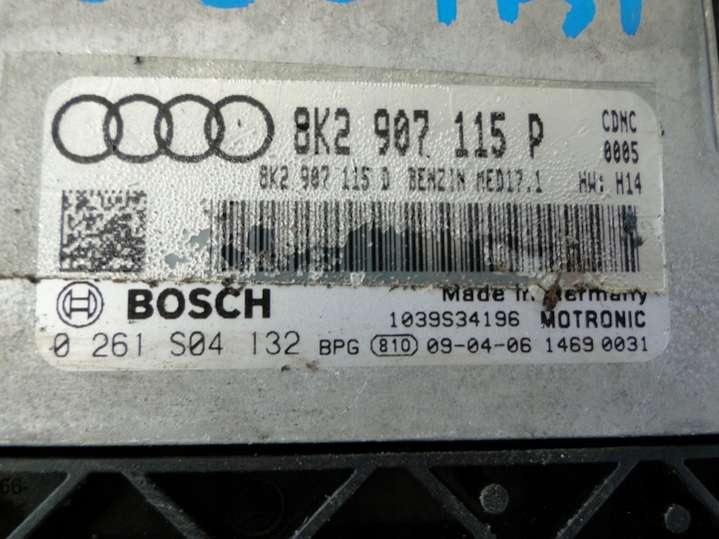 8K2 907 115 P CDNC 0005
8K2 907 115 D BENZIN MED17.1 HW: H14
BOSCH
Made in Germany
1039S34196 MOTRONIC
0 261 S04 132 BPG 810 09-04-06 1469 0031